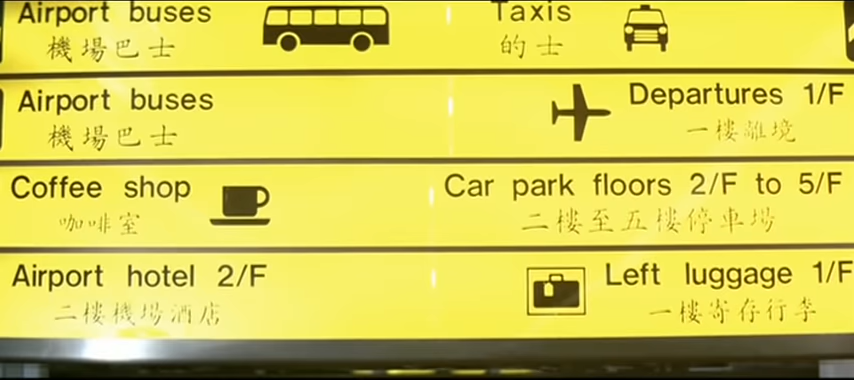 Airport buses
機場巴士
Taxis
的士
Airport buses
機場巴士
Departures 1/F
一樓離境
Coffee shop
咖啡室
Car park floors 2/F to 5/F
二樓至五樓停車場
Airport hotel 2/F
二樓機場酒店
Left luggage 1/F
一樓寄存行李